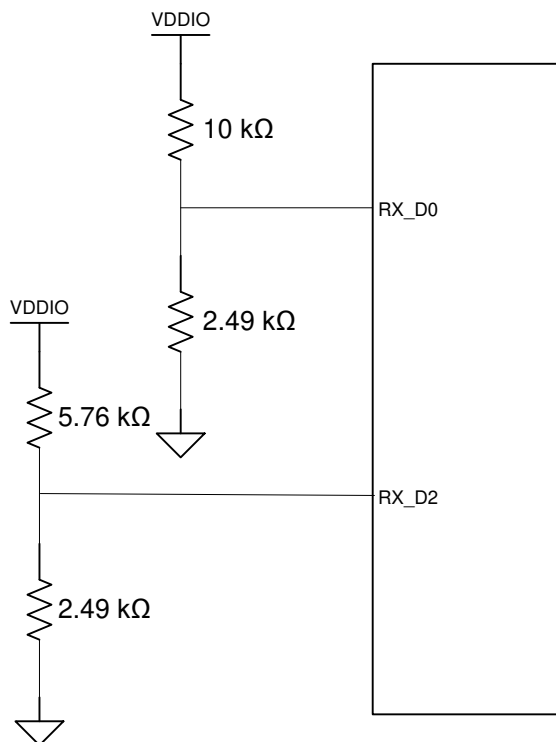 VDDIO
10 kΩ
RX_D0
2.49 kΩ
VDDIO
5.76 kΩ
RX_D2
2.49 kΩ